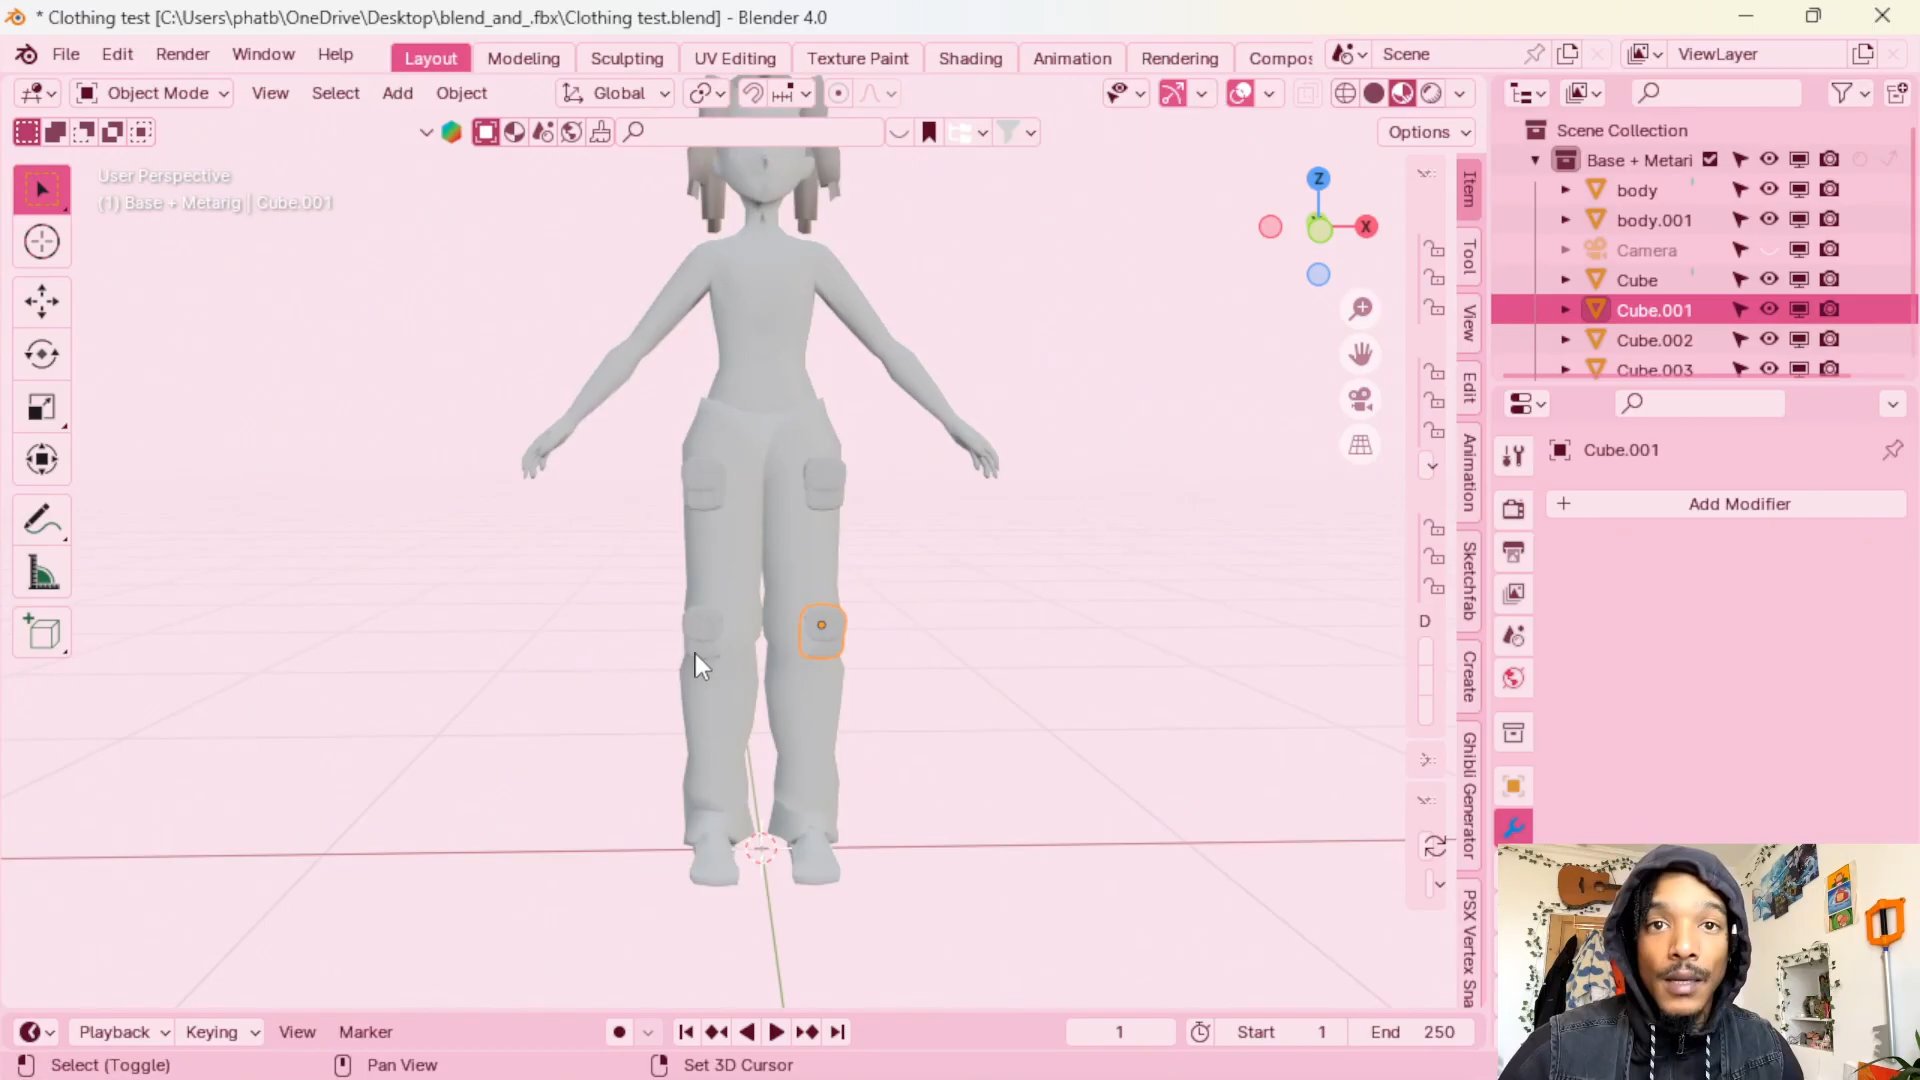 * Clothing test [C:\Users\phatb\OneDrive\Desktop\blend_and_.fbx\Clothing test.blend] - Blender 4.0
File Edit Render Window Help Layout Modeling Sculpting UV Editing Texture Paint Shading Animation Rendering Compos Scene ViewLayer
Object Mode View Select Add Object Global
Options
User Perspective
(1) Base + Metarig | Cube.001
Z
X
Item
Tool
View
Edit
Animation
Sketchfab
Create
Ghibli Generator
PSX Vertex Sna
D
Scene Collection
Base + Metari
body
body.001
Camera
Cube
Cube.001
Cube.002
Cube.003
Cube.001
+ Add Modifier
Playback Keying View Marker 1 Start 1 End 250
Select (Toggle) Pan View Set 3D Cursor